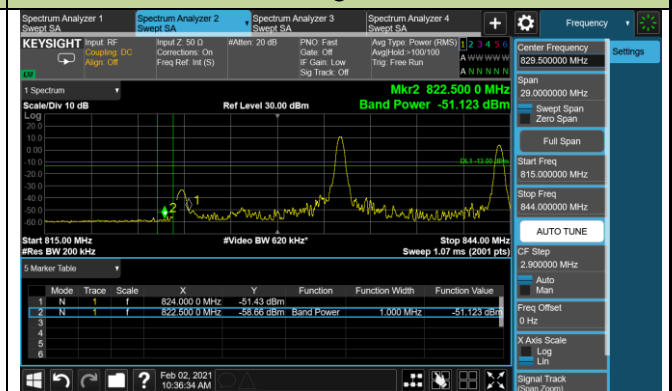 Spectrum Analyzer 1
Swept SA
Spectrum Analyzer 2
Swept SA
Spectrum Analyzer 3
Swept SA
Spectrum Analyzer 4
Swept SA
+
Frequency
KEYSIGHT
Input: RF
Coupling: DC
Align: Off
Input Z: 50 Ω
Corrections: On
Freq Ref: Int (S)
#Atten: 20 dB
PNO: Fast
Gate: Off
IF Gain: Low
Sig Track: Off
Avg Type: Power (RMS)
Avg|Hold:>100/100
Trig: Free Run
1 2 3 4 5 6
A W W W W W
A N N N N N
Center Frequency
829.500000 MHz
Settings
Span
29.0000000 MHz
Swept Span
Zero Span
Full Span
Start Freq
815.000000 MHz
Stop Freq
844.000000 MHz
AUTO TUNE
CF Step
2.900000 MHz
Auto
Man
Freq Offset
0 Hz
X Axis Scale
Log
Lin
Signal Track
(Span Zoom)
1 Spectrum
Mkr2 822.500 0 MHz
Scale/Div 10 dB
Ref Level 30.00 dBm
Band Power -51.123 dBm
Log
20.0
10.0
0.00
-10.0
DL1 -13.00 dBm
-20.0
-30.0
-40.0
-50.0
-60.0
2
1
Start 815.00 MHz
#Video BW 620 kHz*
Stop 844.00 MHz
#Res BW 200 kHz
Sweep 1.07 ms (2001 pts)
5 Marker Table
Mode Trace Scale X Y Function Function Width Function Value
1 N 1 f 824.000 0 MHz -51.43 dBm
2 N 1 f 822.500 0 MHz -58.66 dBm Band Power 1.000 MHz -51.123 dBm
3
4
5
6
?
Feb 02, 2021
10:36:34 AM